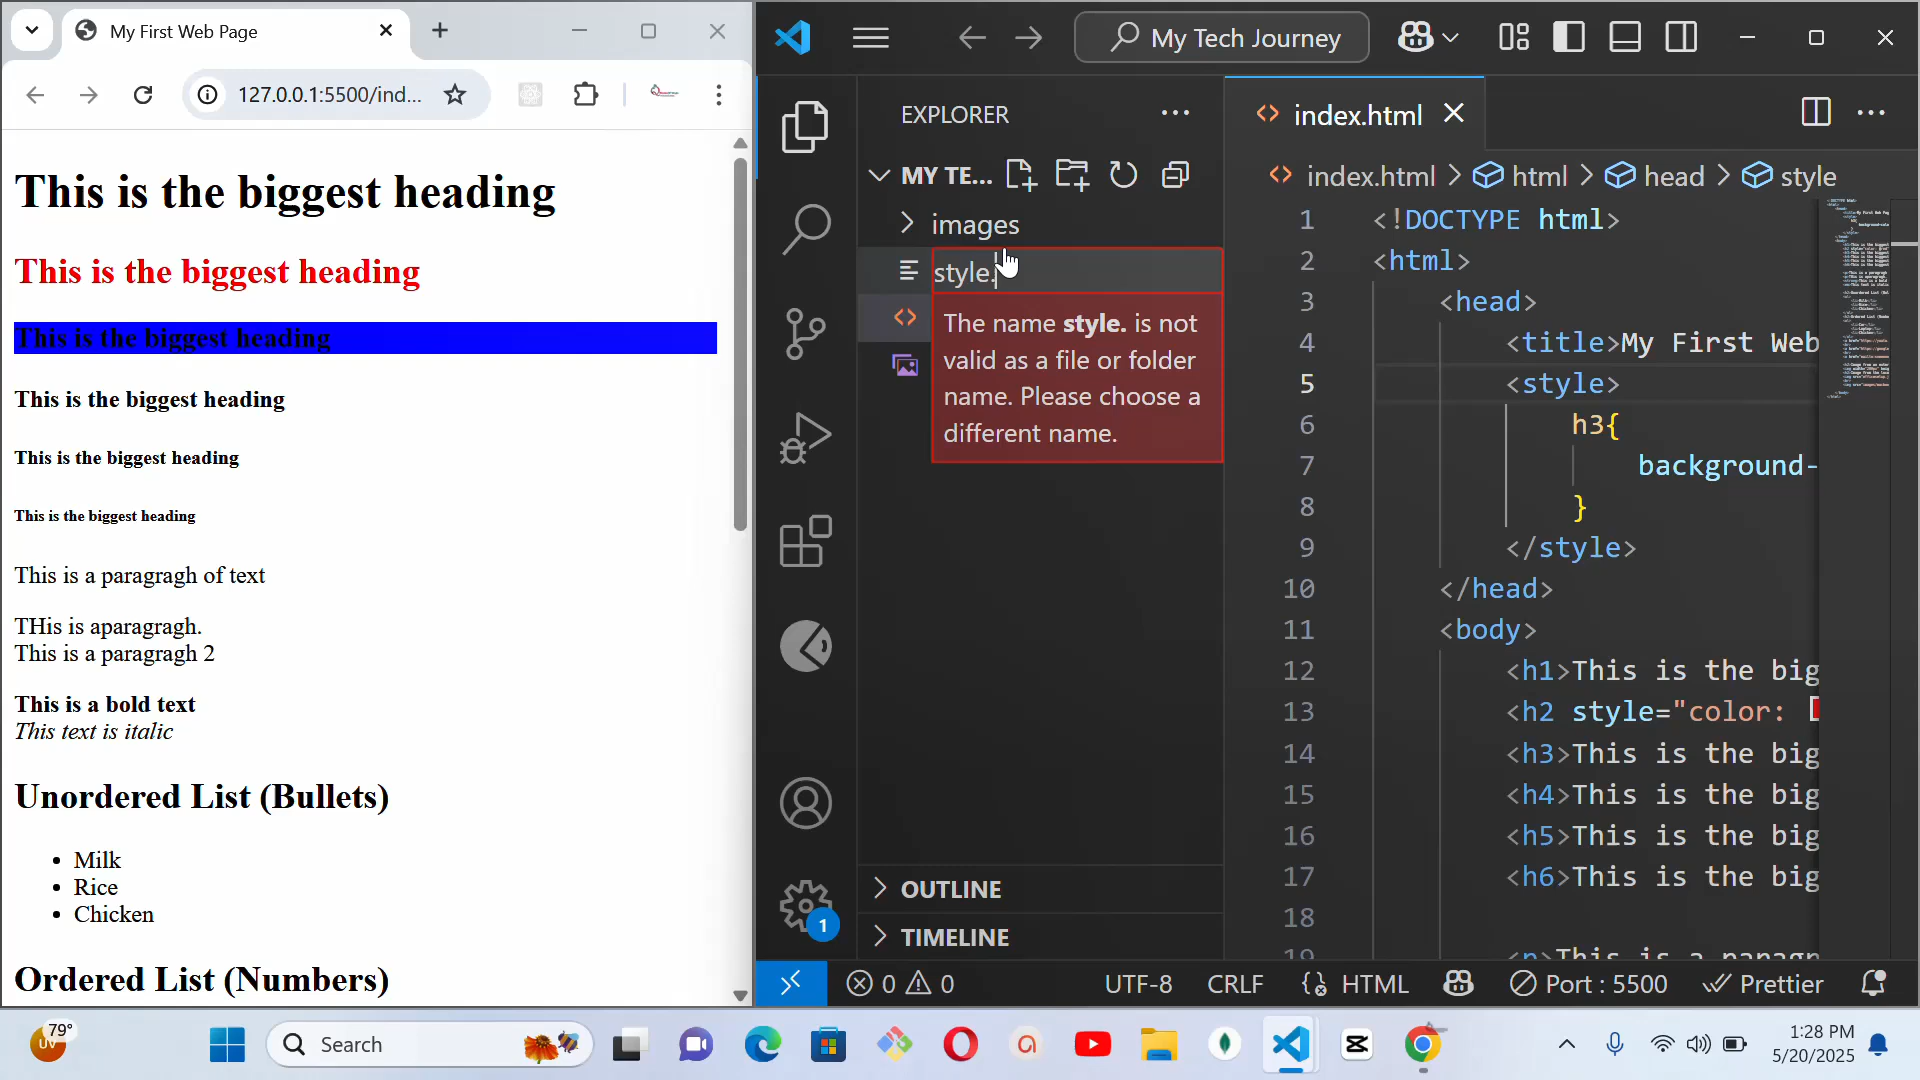 My First Web Page
127.0.0.1:5500/ind...
This is the biggest heading
This is the biggest heading
This is the biggest heading
This is the biggest heading
This is the biggest heading
This is the biggest heading
This is a paragragh of text
THis is aparagragh.
This is a paragragh 2
This is a bold text
This text is italic
Unordered List (Bullets)
Milk
Rice
Chicken
Ordered List (Numbers)
My Tech Journey
EXPLORER
MY TE...
images
style.
The name style. is not
valid as a file or folder
name. Please choose a
different name.
OUTLINE
TIMELINE
index.html
index.html > html > head > style
1 <!DOCTYPE html>
2 <html>
3 <head>
4 <title>My First Web
5 <style>
6 h3{
7 background-
8 }
9 </style>
10 </head>
11 <body>
12 <h1>This is the big
13 <h2 style="color:
14 <h3>This is the big
15 <h4>This is the big
16 <h5>This is the big
17 <h6>This is the big
18
19 <p>This is a paragr
1
0 0
UTF-8
CRLF
HTML
Port : 5500
Prettier
79°
UV
Search
1:28 PM
5/20/2025